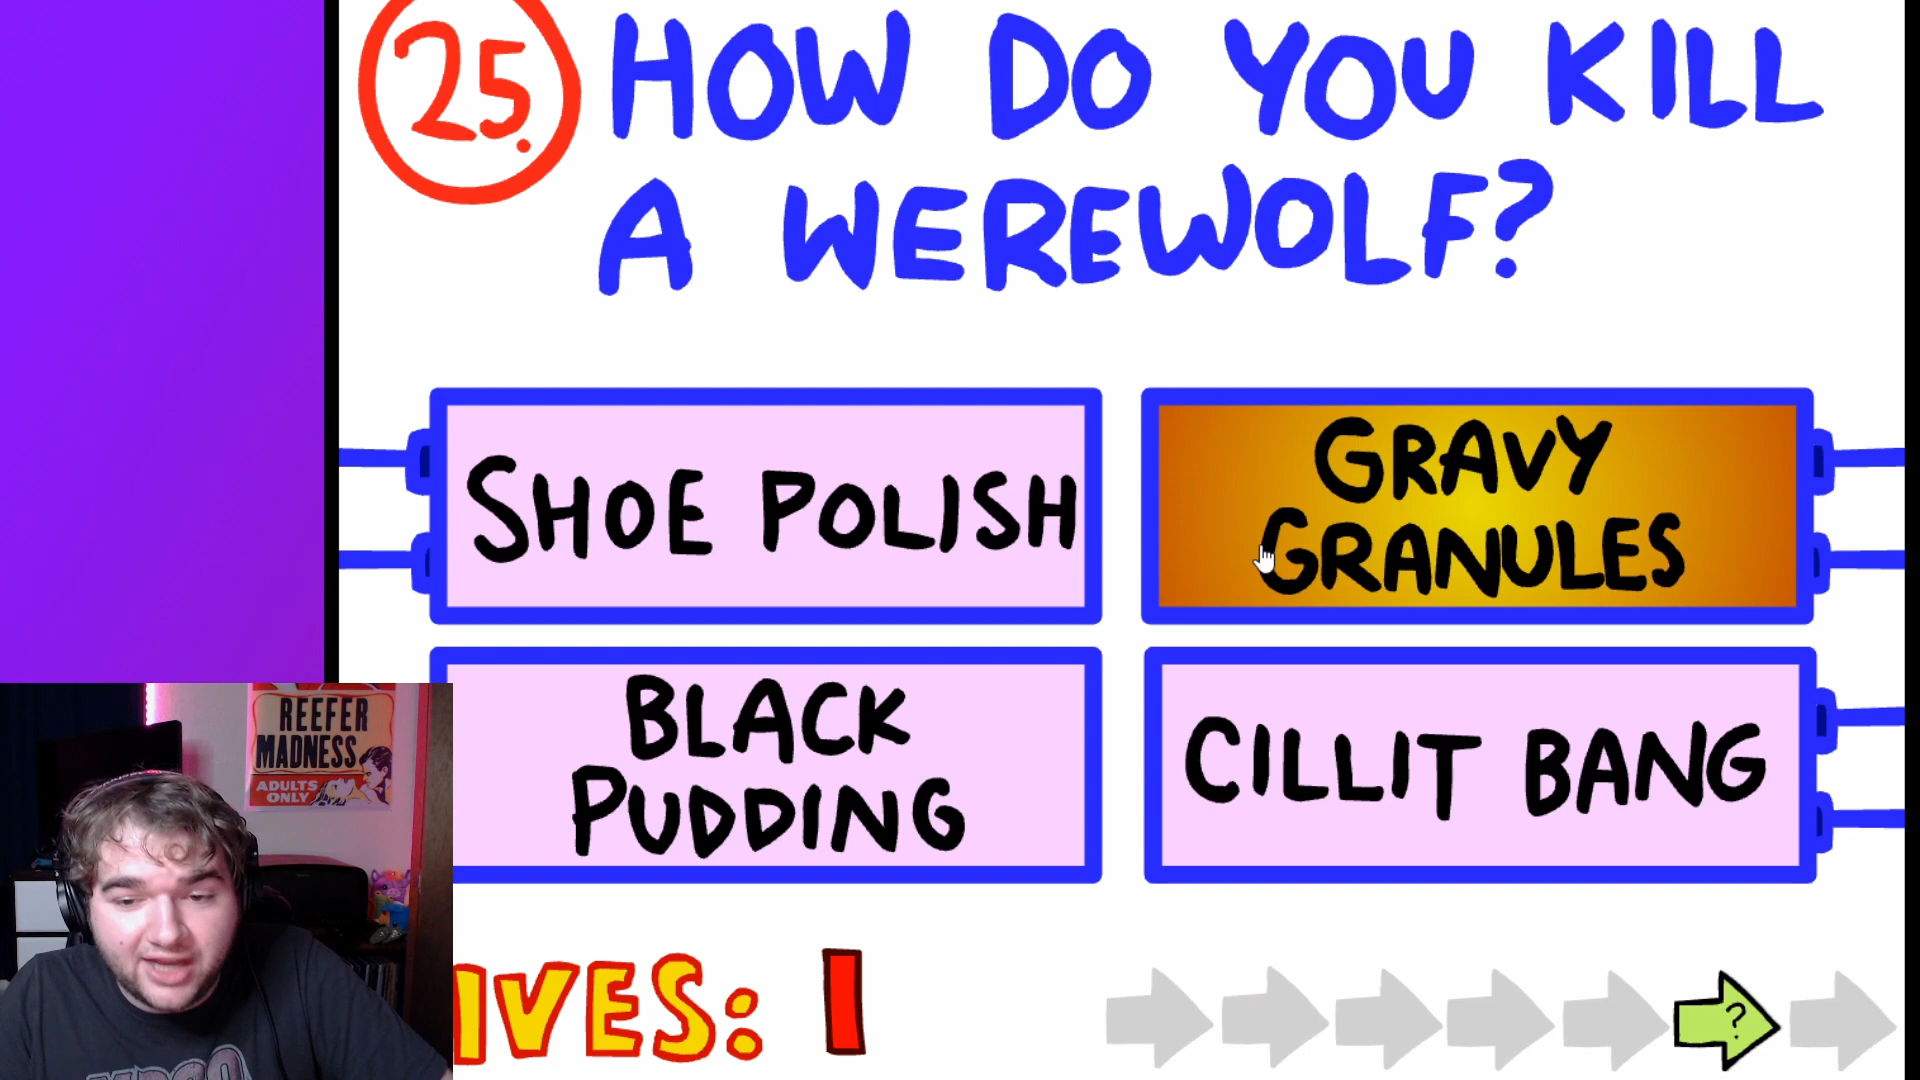 25.
HOW DO YOU KILL
A WEREWOLF?
SHOE POLISH
GRAVY
GRANULES
BLACK
PUDDING
CILLIT BANG
REEFER
MADNESS
ADULTS
ONLY
IVES: 1
?